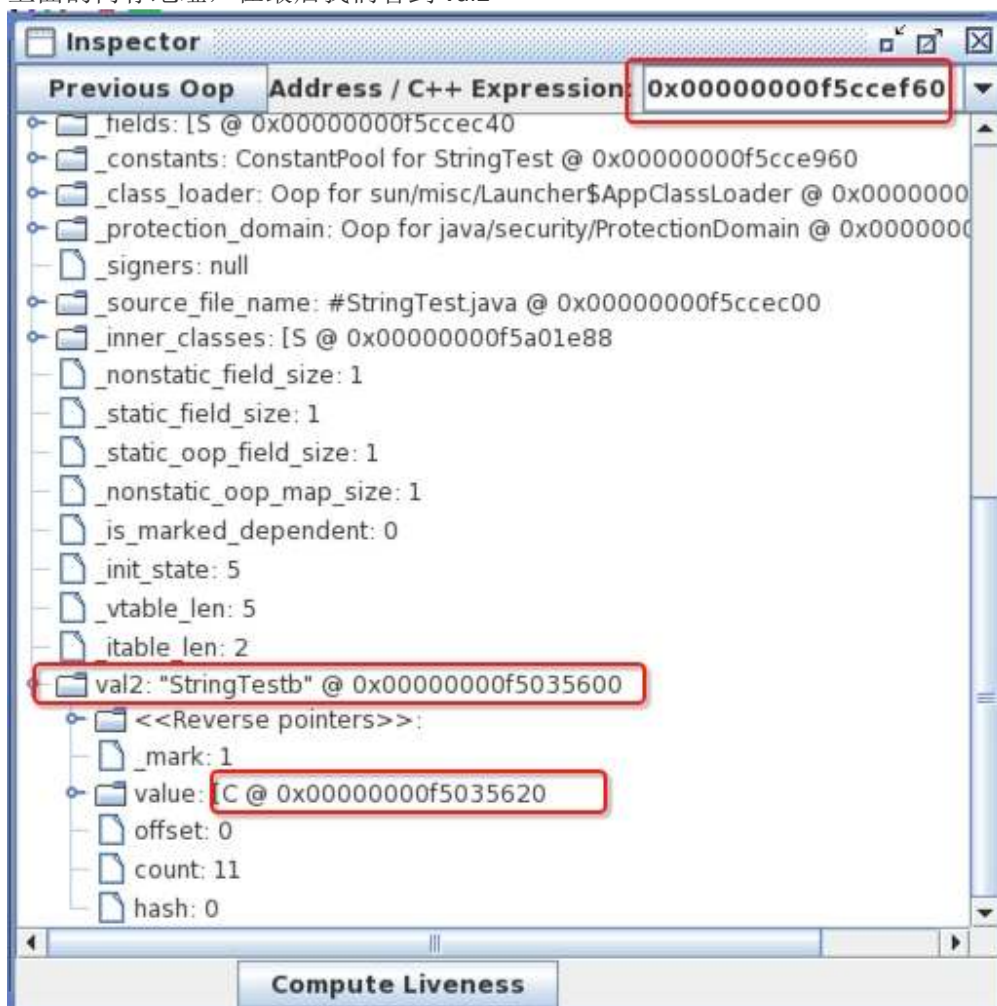 Inspector
Previous Oop Address / C++ Expression: 0x00000000f5ccef60
_fields: [S @ 0x00000000f5ccec40
_constants: ConstantPool for StringTest @ 0x00000000f5cce960
_class_loader: Oop for sun/misc/Launcher$AppClassLoader @ 0x0000000
_protection_domain: Oop for java/security/ProtectionDomain @ 0x0000000
_signers: null
_source_file_name: #StringTest.java @ 0x00000000f5ccec00
_inner_classes: [S @ 0x00000000f5a01e88
_nonstatic_field_size: 1
_static_field_size: 1
_static_oop_field_size: 1
_nonstatic_oop_map_size: 1
_is_marked_dependent: 0
_init_state: 5
_vtable_len: 5
_itable_len: 2
val2: "StringTestb" @ 0x00000000f5035600
<<Reverse pointers>>:
_mark: 1
value: [C @ 0x00000000f5035620
offset: 0
count: 11
hash: 0
Compute Liveness